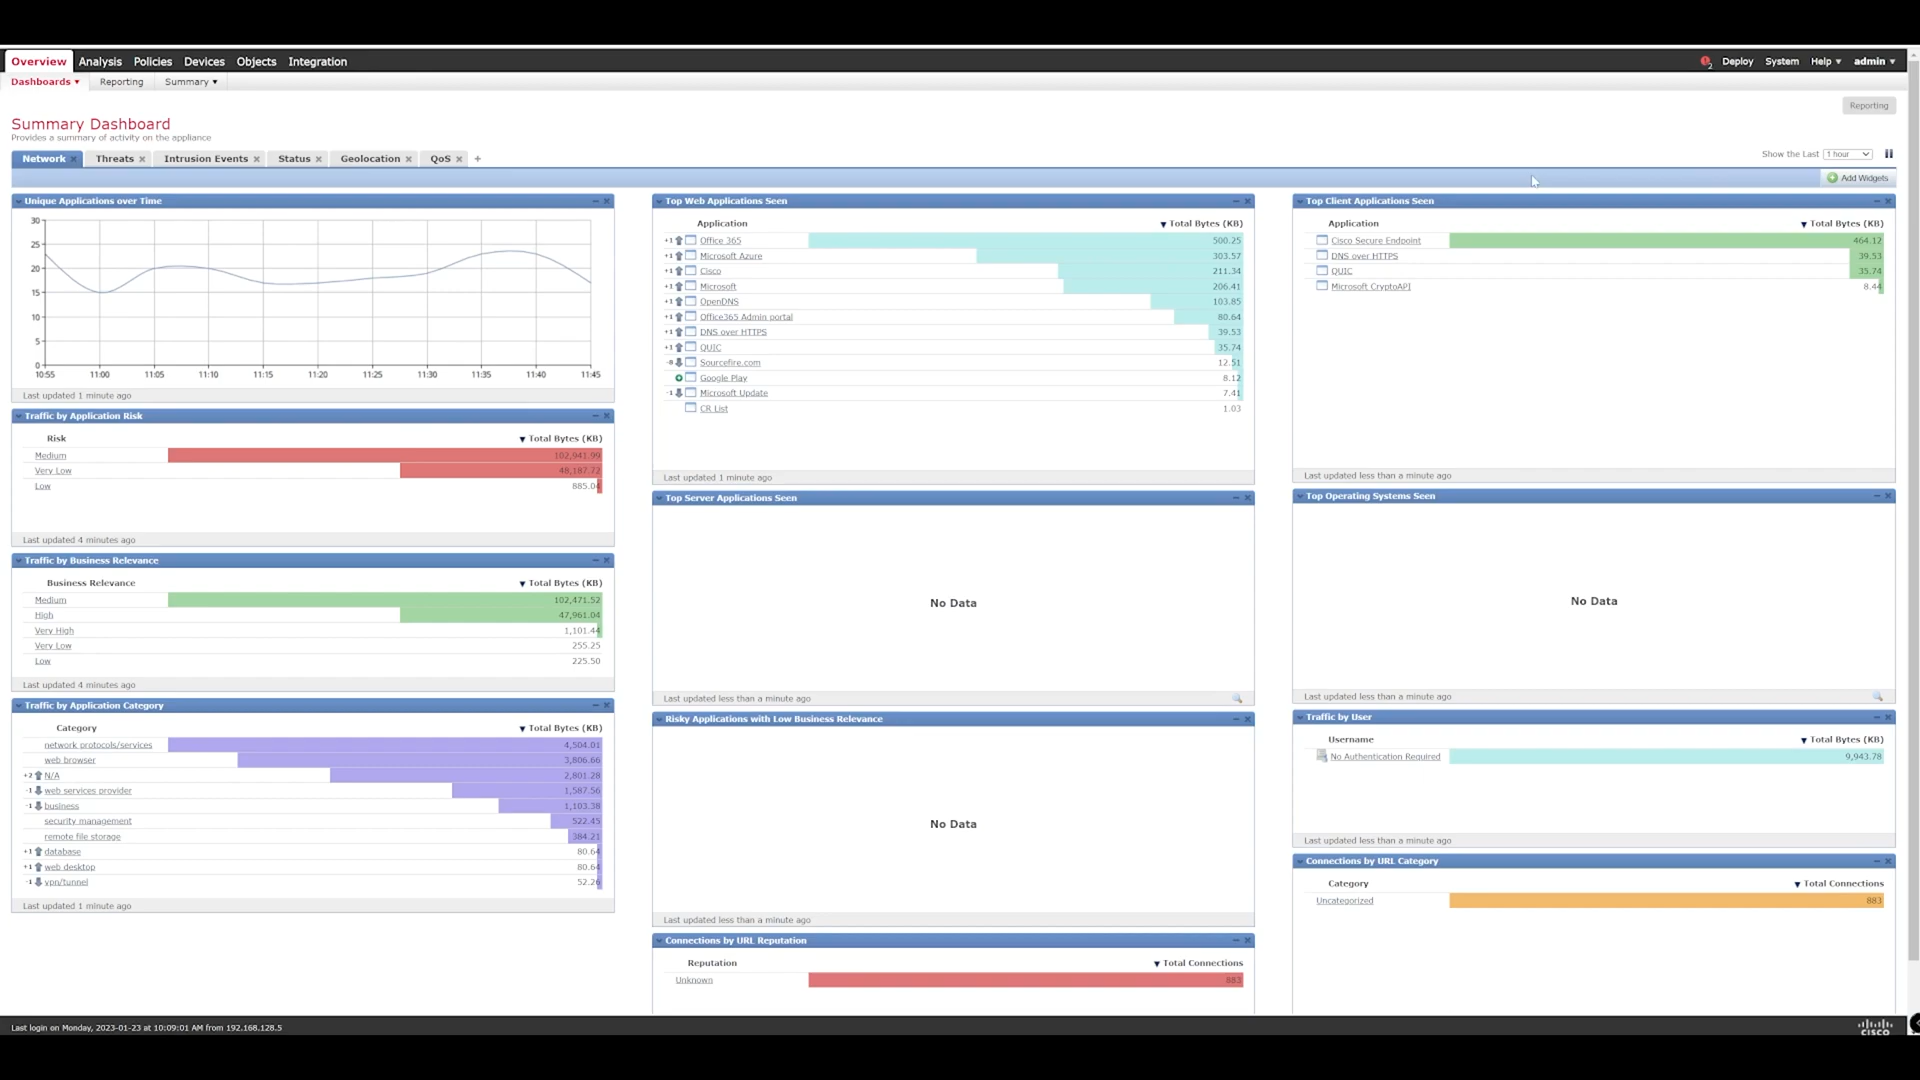 Overview Analysis Policies Devices Objects Integration
2 Deploy System Help admin
Dashboards Reporting Summary
Reporting
Summary Dashboard
Provides a summary of activity on the appliance
Network Threats Intrusion Events Status Geolocation QoS +
Show the Last 1 hour
Add Widgets
Unique Applications over Time
30
25
20
15
10
5
0
10:55 11:00 11:05 11:10 11:15 11:20 11:25 11:30 11:35 11:40 11:45
Last updated 1 minute ago
Traffic by Application Risk
Risk Total Bytes (KB)
Medium 102,941.99
Very Low 48,187.72
Low 885.04
Last updated 4 minutes ago
Traffic by Business Relevance
Business Relevance Total Bytes (KB)
Medium 102,471.52
High 47,961.04
Very High 1,101.44
Very Low 255.25
Low 225.50
Last updated 4 minutes ago
Traffic by Application Category
Category Total Bytes (KB)
network protocols/services 4,504.01
web browser 3,806.66
+2 N/A 2,801.28
-1 web services provider 1,587.56
-1 business 1,103.38
security management 522.45
remote file storage 384.21
+1 database 80.64
+1 web desktop 80.64
-1 vpn/tunnel 52.26
Last updated 1 minute ago
Top Web Applications Seen
Application Total Bytes (KB)
+1 Office 365 500.25
+1 Microsoft Azure 303.57
+1 Cisco 211.34
+1 Microsoft 206.41
+1 OpenDNS 103.85
+1 Office365 Admin portal 80.64
+1 DNS over HTTPS 39.53
+1 QUIC 35.74
-8 Sourcefire.com 12.51
Google Play 8.12
-1 Microsoft Update 7.41
CR List 1.03
Last updated 1 minute ago
Top Server Applications Seen
No Data
Last updated less than a minute ago
Risky Applications with Low Business Relevance
No Data
Last updated less than a minute ago
Connections by URL Reputation
Reputation Total Connections
Unknown 883
Top Client Applications Seen
Application Total Bytes (KB)
Cisco Secure Endpoint 464.12
DNS over HTTPS 39.53
QUIC 35.74
Microsoft CryptoAPI 8.44
Last updated less than a minute ago
Top Operating Systems Seen
No Data
Last updated less than a minute ago
Traffic by User
Username Total Bytes (KB)
No Authentication Required 9,943.78
Last updated less than a minute ago
Connections by URL Category
Category Total Connections
Uncategorized 883
Last login on Monday, 2023-01-23 at 10:09:01 AM from 192.168.128.5
CISCO